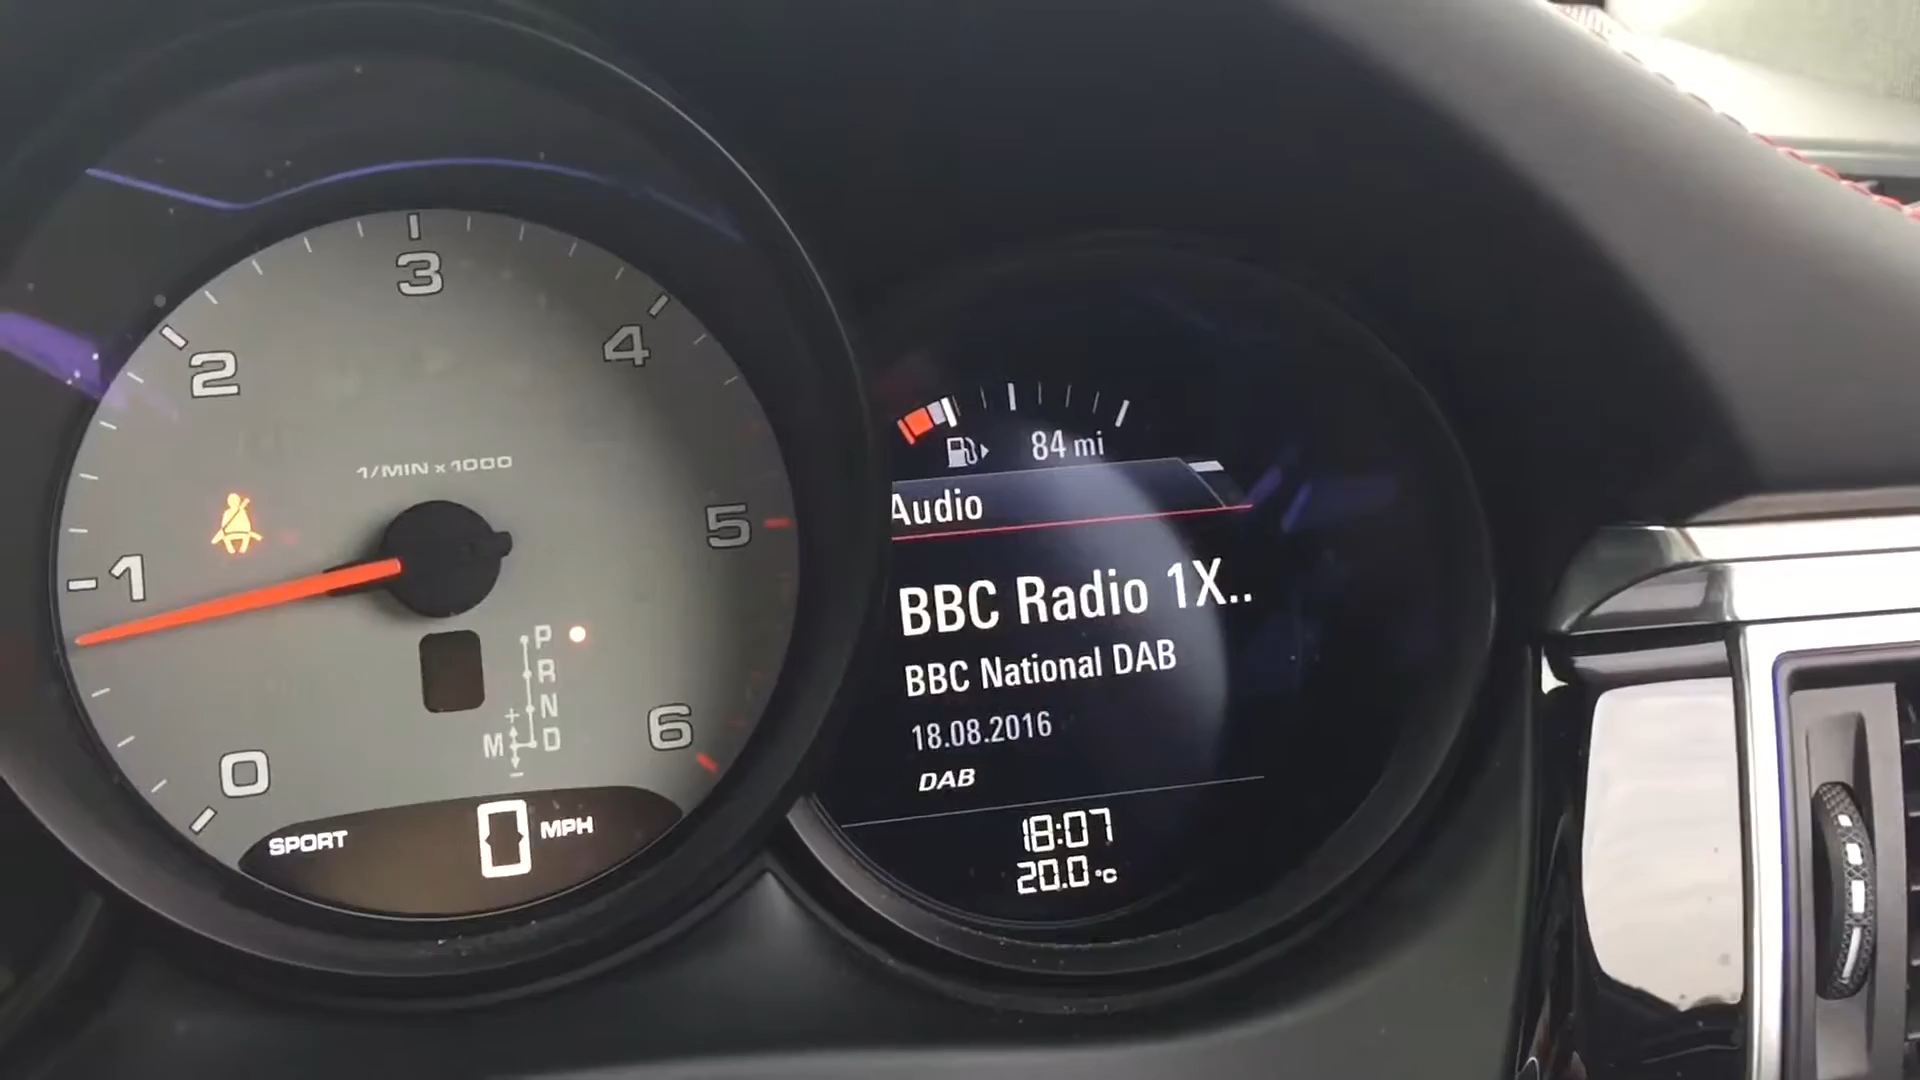 3
2
4
1/MIN x 1000
5
-1
0
6
P
R
N
M D
+
-
SPORT 0 MPH
84 mi
Audio
BBC Radio 1X..
BBC National DAB
18.08.2016
DAB
18:07
20.0 °C